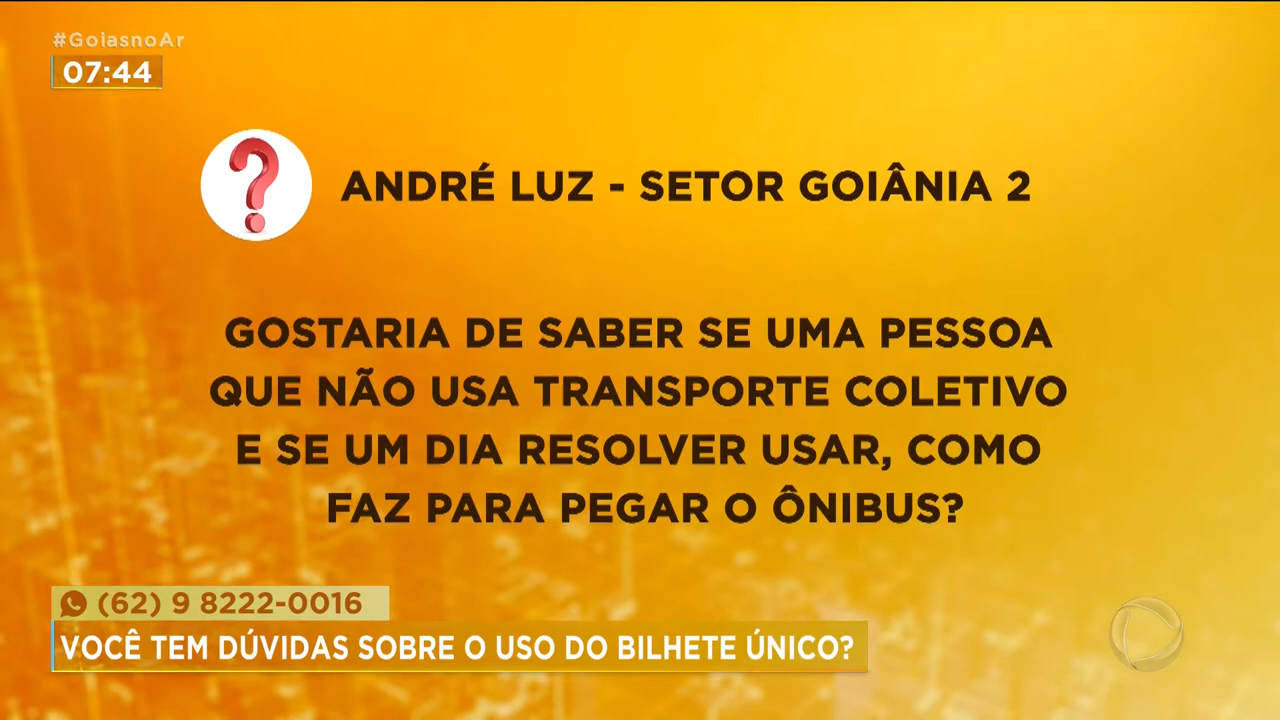 #GoiasnoAr
07:44
ANDRÉ LUZ - SETOR GOIÂNIA 2
GOSTARIA DE SABER SE UMA PESSOA
QUE NÃO USA TRANSPORTE COLETIVO
E SE UM DIA RESOLVER USAR, COMO
FAZ PARA PEGAR O ÔNIBUS?
(62) 9 8222-0016
VOCÊ TEM DÚVIDAS SOBRE O USO DO BILHETE ÚNICO?